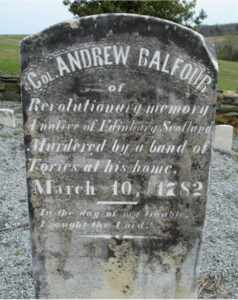 Col. ANDREW BALFOUR,
of
Revolutionary memory
A native of Edinburg Scotland
Murdered by a band of
Tories at his home,
March 10, 1782
"In the day of my trouble
I sought the Lord."